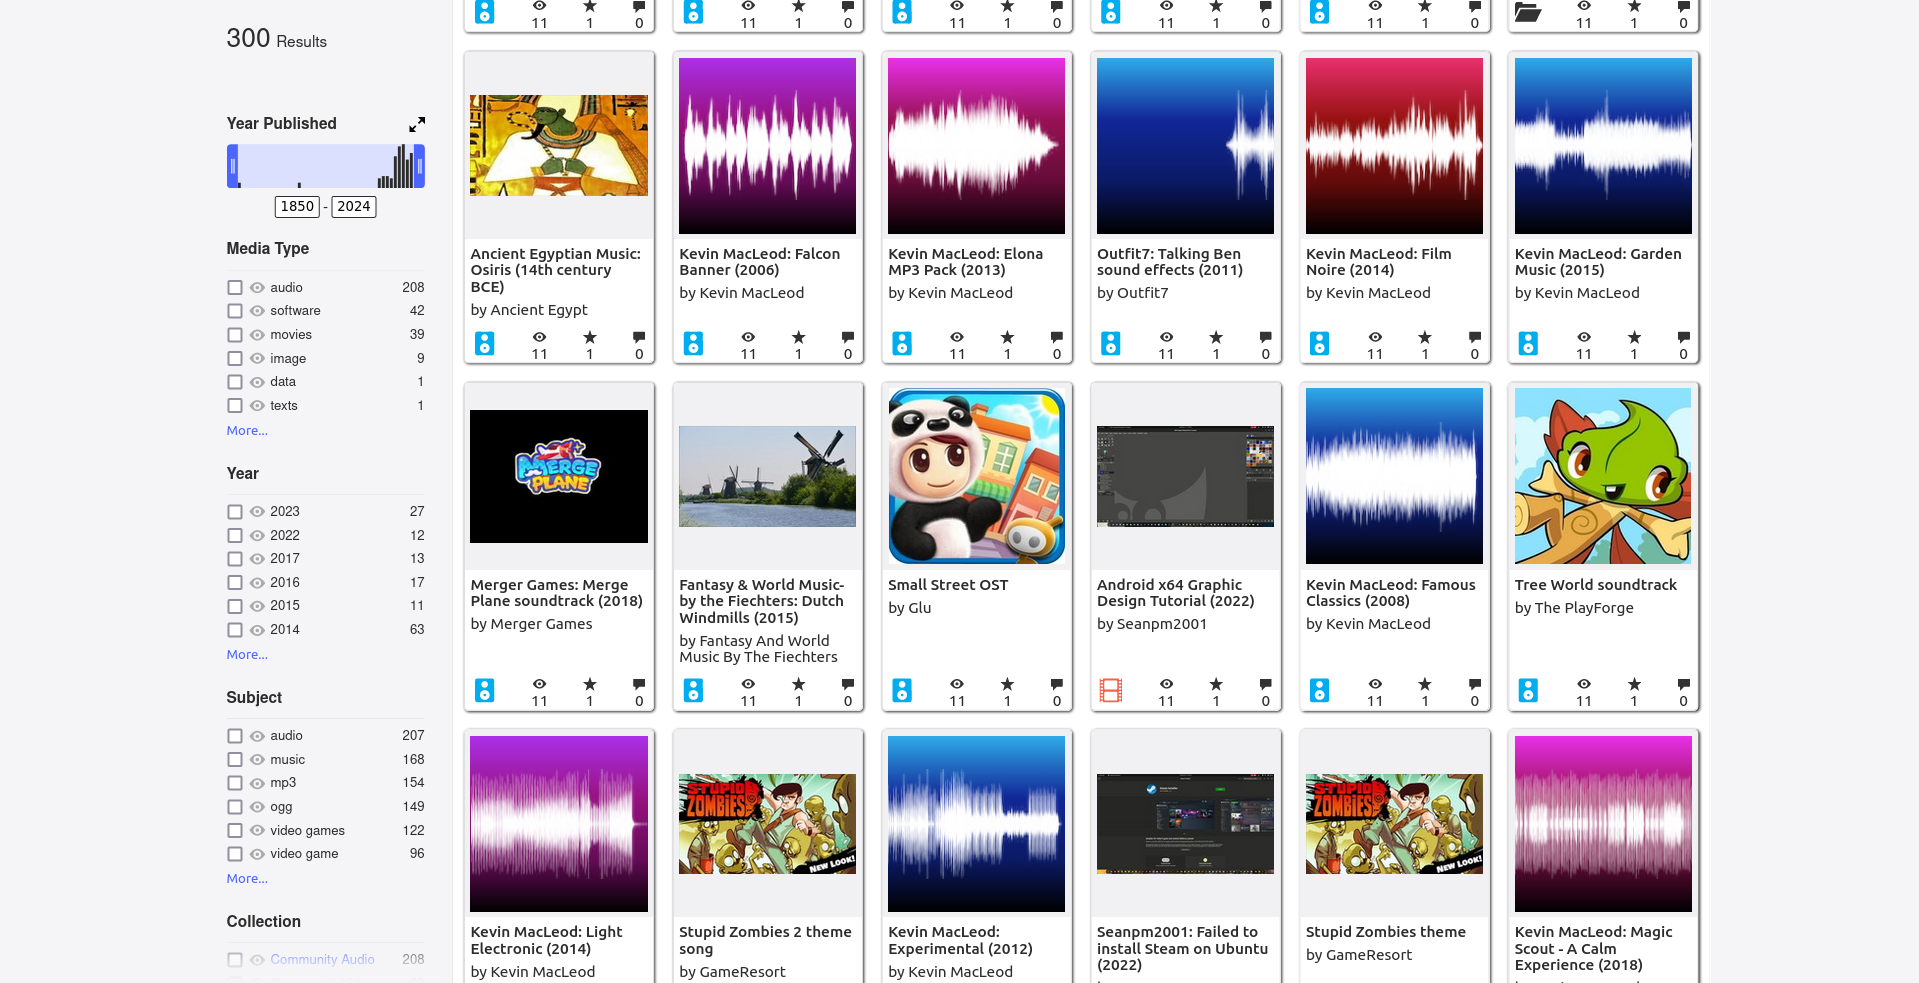 300 Results
Year Published
1850 - 2024
Media Type
audio 208
software 42
movies 39
image 9
data 1
texts 1
More...
Year
2023 27
2022 12
2017 13
2016 17
2015 11
2014 63
More...
Subject
audio 207
music 168
mp3 154
ogg 149
video games 122
video game 96
More...
Collection
Community Audio 208
11 1 0
11 1 0
11 1 0
11 1 0
11 1 0
11 1 0
Ancient Egyptian Music:
Osiris (14th century
BCE)
by Ancient Egypt
11 1 0
Kevin MacLeod: Falcon
Banner (2006)
by Kevin MacLeod
11 1 0
Kevin MacLeod: Elona
MP3 Pack (2013)
by Kevin MacLeod
11 1 0
Outfit7: Talking Ben
sound effects (2011)
by Outfit7
11 1 0
Kevin MacLeod: Film
Noire (2014)
by Kevin MacLeod
11 1 0
Kevin MacLeod: Garden
Music (2015)
by Kevin MacLeod
11 1 0
MERGE
PLANE
Merger Games: Merge
Plane soundtrack (2018)
by Merger Games
11 1 0
Fantasy & World Music-
by the Fiechters: Dutch
Windmills (2015)
by Fantasy And World
Music By The Fiechters
11 1 0
Small Street OST
by Glu
11 1 0
Android x64 Graphic
Design Tutorial (2022)
by Seanpm2001
11 1 0
Kevin MacLeod: Famous
Classics (2008)
by Kevin MacLeod
11 1 0
Tree World soundtrack
by The PlayForge
11 1 0
Kevin MacLeod: Light
Electronic (2014)
by Kevin MacLeod
STUPID
ZOMBIES
NEW LOOK!
Stupid Zombies 2 theme
song
by GameResort
Kevin MacLeod:
Experimental (2012)
by Kevin MacLeod
Seanpm2001: Failed to
install Steam on Ubuntu
(2022)
STUPID
ZOMBIES
NEW LOOK!
Stupid Zombies theme
by GameResort
Kevin MacLeod: Magic
Scout - A Calm
Experience (2018)